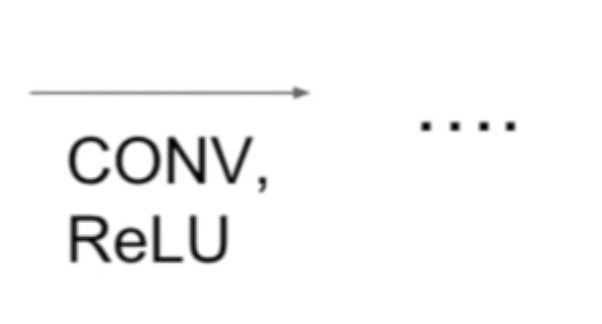 CONV,
ReLU
....